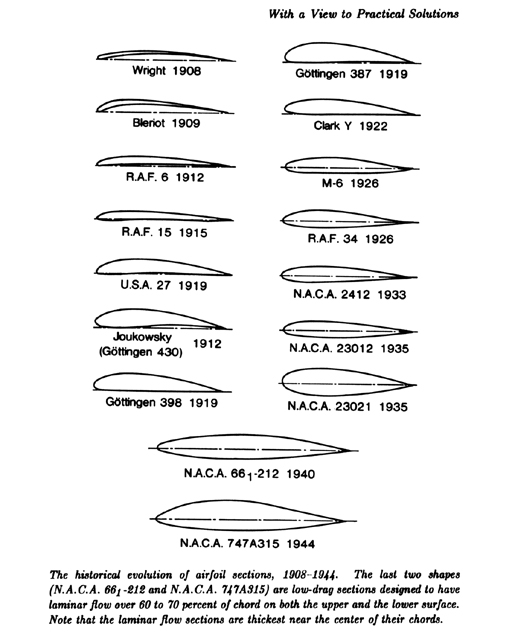 With a View to Practical Solutions
Wright 1908
Bleriot 1909
R.A.F. 6 1912
R.A.F. 15 1915
U.S.A. 27 1919
Joukowsky
(Göttingen 430) 1912
Göttingen 398 1919
Göttingen 387 1919
Clark Y 1922
M-6 1926
R.A.F. 34 1926
N.A.C.A. 2412 1933
N.A.C.A. 23012 1935
N.A.C.A. 23021 1935
N.A.C.A. 66₁-212 1940
N.A.C.A. 747A315 1944
The historical evolution of airfoil sections, 1908–1944. The last two shapes
(N.A.C.A. 66₁-212 and N.A.C.A. 747A315) are low-drag sections designed to have
laminar flow over 60 to 70 percent of chord on both the upper and the lower surface.
Note that the laminar flow sections are thickest near the center of their chords.